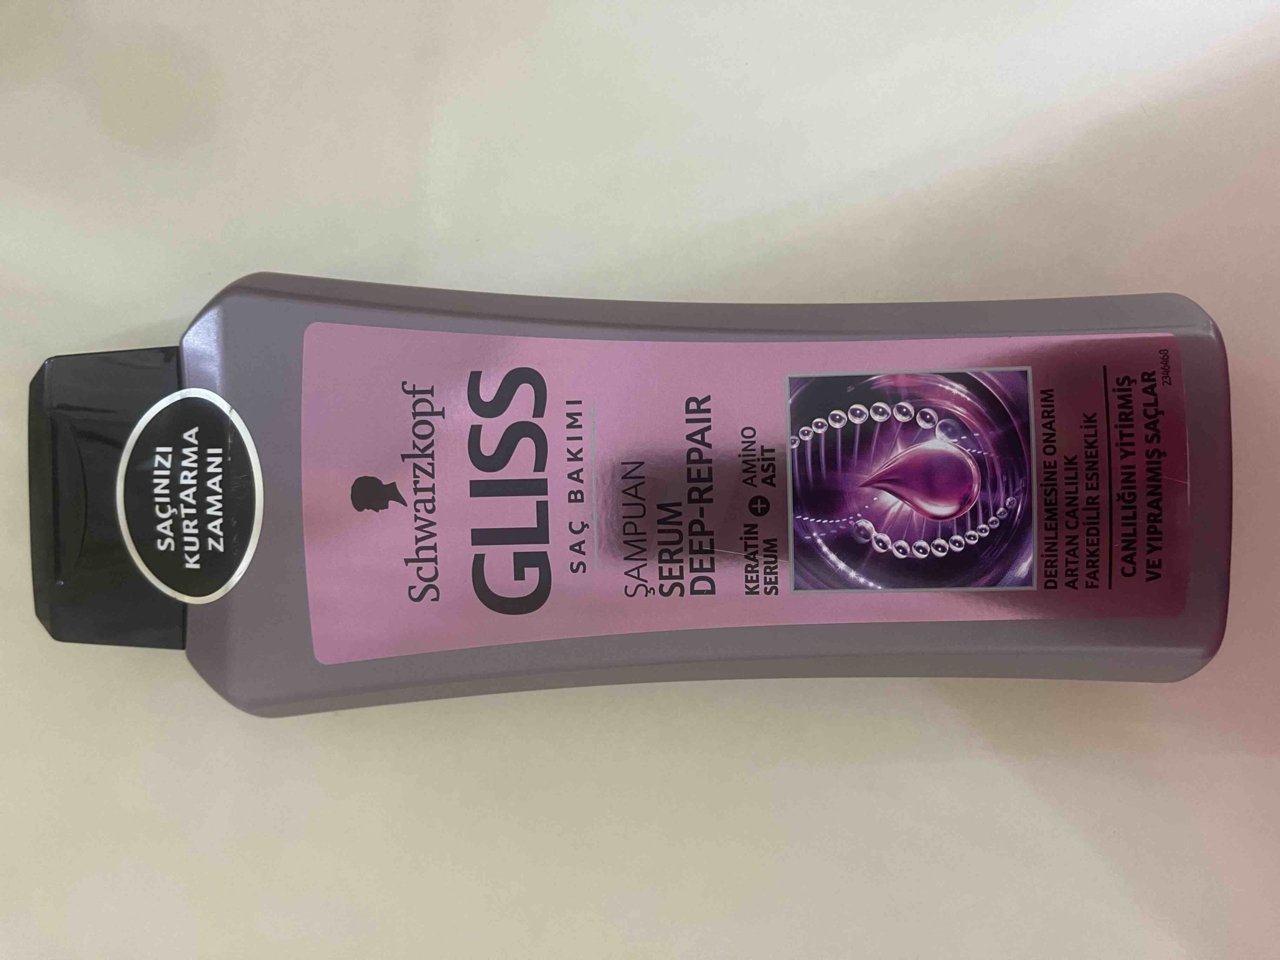 SAÇINIZI
KURTARMA
ZAMANI
Schwarzkopf
GLISS
SAÇ BAKIMI
ŞAMPUAN
SERUM
DEEP-REPAIR
KERATİN + AMİNO
SERUM ASİT
DERİNLEMESİNE ONARIM
ARTAN CANLILIK
FARKEDİLİR ESNEKLİK
CANLILIĞINI YİTİRMİŞ
VE YIPRANMIŞ SAÇLAR
2346468